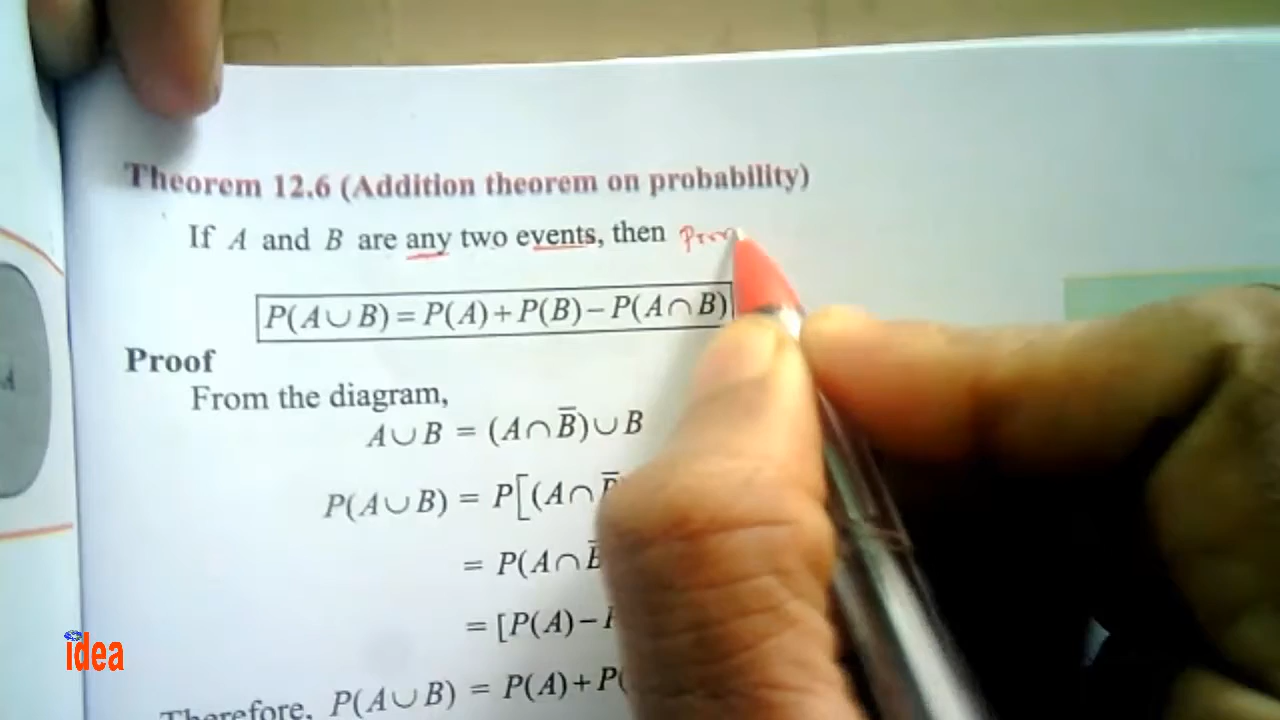 Theorem 12.6 (Addition theorem on probability)
If A and B are any two events, then
P(A∪B) = P(A)+P(B)−P(A∩B)
Proof
From the diagram,
A∪B = (A∩B̅)∪B
P(A∪B) = P[(A∩B̅
= P(A∩B̅
= [P(A)−
Therefore, P(A∪B) = P(A)+P(
A
idea